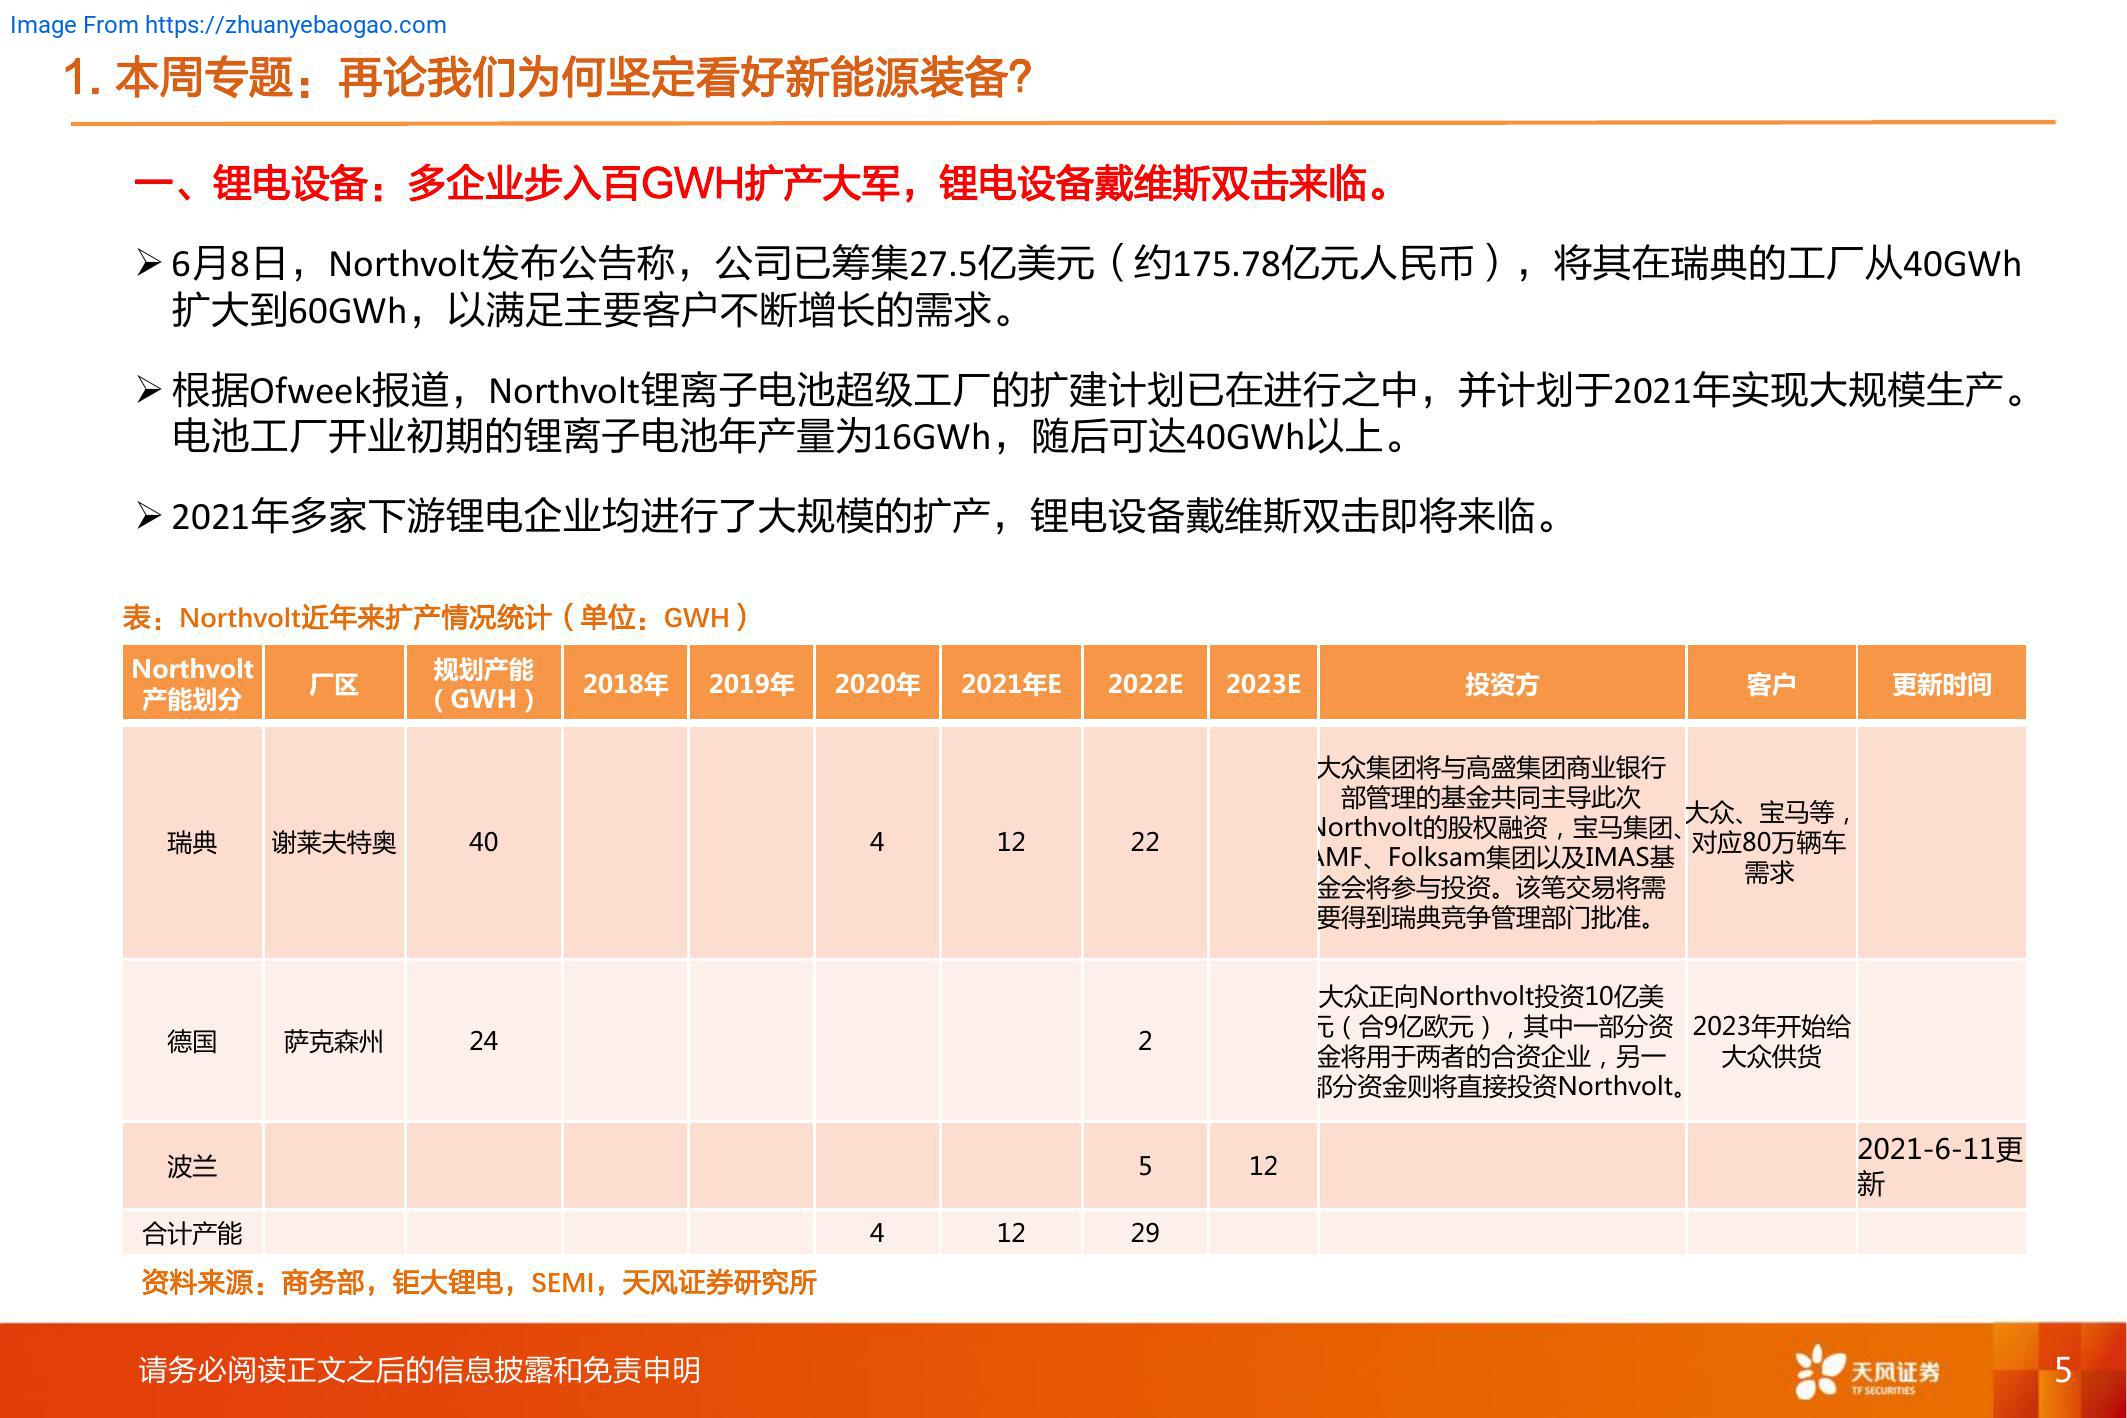 Image From https://zhuanyebaogao.com
1. 本周专题：再论我们为何坚定看好新能源装备？
一、锂电设备：多企业步入百GWH扩产大军，锂电设备戴维斯双击来临。
➢ 6月8日，Northvolt发布公告称，公司已筹集27.5亿美元（约175.78亿元人民币），将其在瑞典的工厂从40GWh
扩大到60GWh，以满足主要客户不断增长的需求。
➢ 根据Ofweek报道，Northvolt锂离子电池超级工厂的扩建计划已在进行之中，并计划于2021年实现大规模生产。
电池工厂开业初期的锂离子电池年产量为16GWh，随后可达40GWh以上。
➢ 2021年多家下游锂电企业均进行了大规模的扩产，锂电设备戴维斯双击即将来临。
表：Northvolt近年来扩产情况统计（单位：GWH）
Northvolt
产能划分
厂区
规划产能
（GWH）
2018年
2019年
2020年
2021年E
2022E
2023E
投资方
客户
更新时间
瑞典
谢莱夫特奥
40
4
12
22
大众集团将与高盛集团商业银行
部管理的基金共同主导此次
Northvolt的股权融资，宝马集团、
AMF、Folksam集团以及IMAS基
金会将参与投资。该笔交易将需
要得到瑞典竞争管理部门批准。
大众、宝马等，
对应80万辆车
需求
德国
萨克森州
24
2
大众正向Northvolt投资10亿美
元（合9亿欧元），其中一部分资
金将用于两者的合资企业，另一
部分资金则将直接投资Northvolt。
2023年开始给
大众供货
波兰
5
12
2021-6-11更
新
合计产能
4
12
29
资料来源：商务部，钜大锂电，SEMI，天风证券研究所
请务必阅读正文之后的信息披露和免责申明
天风证券
TF SECURITIES
5